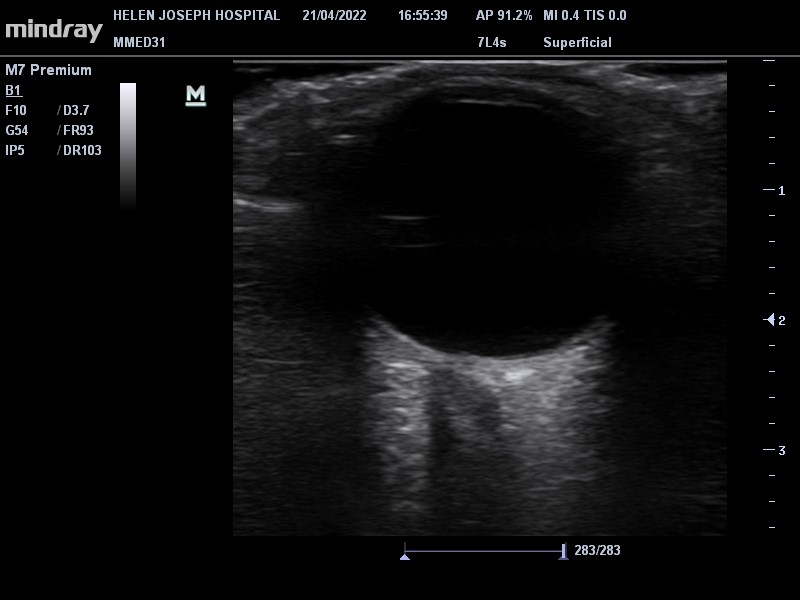 mindray
HELEN JOSEPH HOSPITAL 21/04/2022 16:55:39 AP 91.2% MI 0.4 TIS 0.0
MMED31 7L4s Superficial
M7 Premium
B1
F10 / D3.7
G54 / FR93
IP5 / DR103
M
1
2
3
283/283